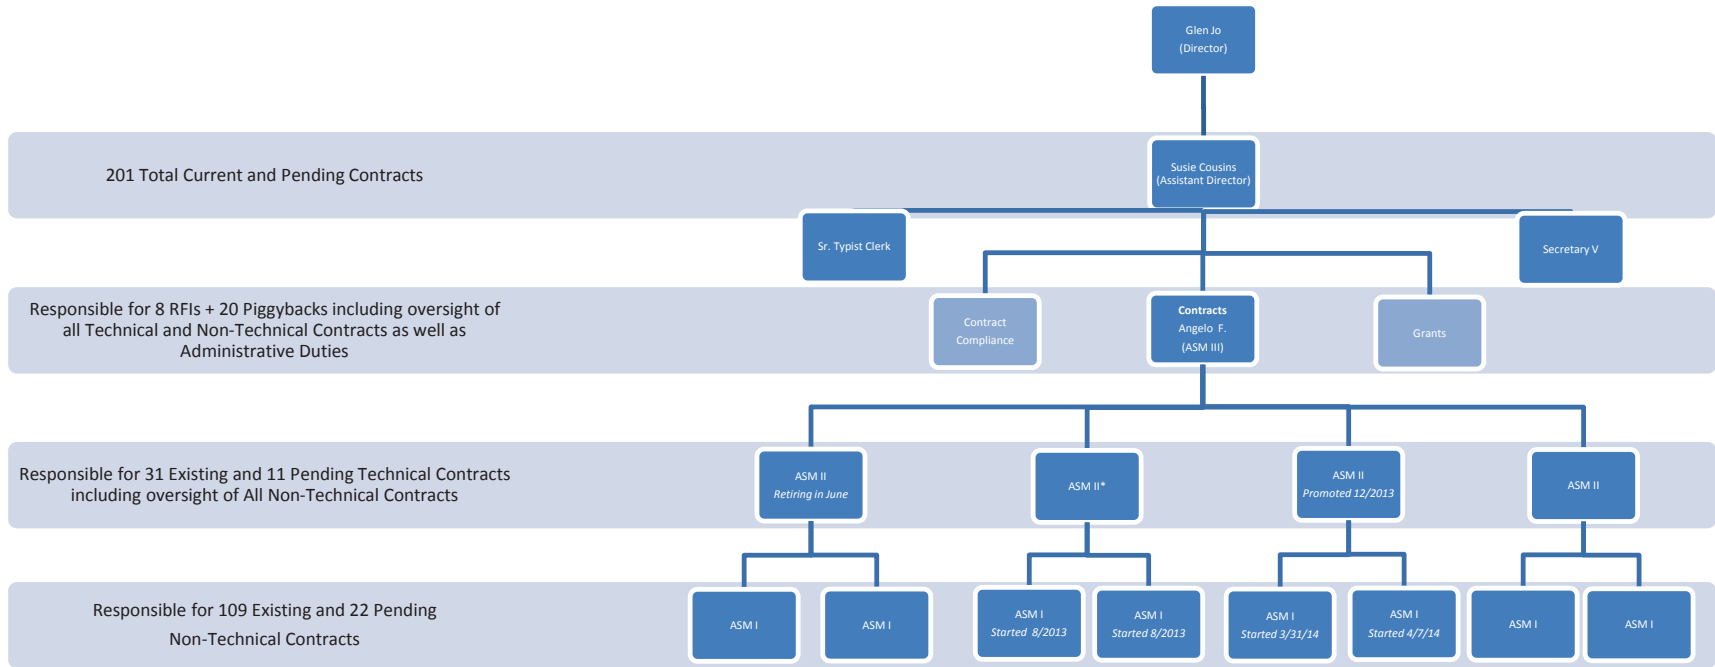 Glen Jo
(Director)
201 Total Current and Pending Contracts
Susie Cousins
(Assistant Director)
Sr. Typist Clerk
Secretary V
Responsible for 8 RFIs + 20 Piggybacks including oversight of
all Technical and Non-Technical Contracts as well as
Administrative Duties
Contract
Compliance
Contracts
Angelo F.
(ASM III)
Grants
Responsible for 31 Existing and 11 Pending Technical Contracts
including oversight of All Non-Technical Contracts
ASM II
Retiring in June
ASM II*
ASM II
Promoted 12/2013
ASM II
Responsible for 109 Existing and 22 Pending
Non-Technical Contracts
ASM I
ASM I
ASM I
Started 8/2013
ASM I
Started 8/2013
ASM I
Started 3/31/14
ASM I
Started 4/7/14
ASM I
ASM I